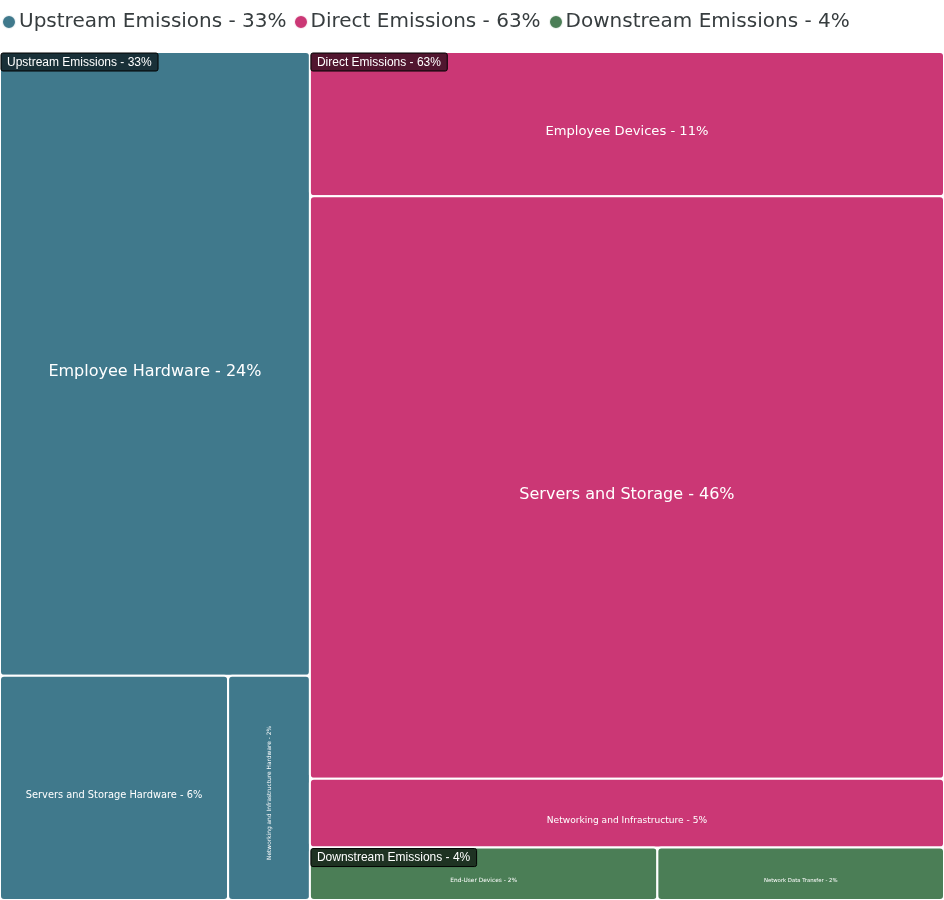 Upstream Emissions - 33% Direct Emissions - 63% Downstream Emissions - 4%
Upstream Emissions - 33%
Employee Hardware - 24%
Servers and Storage Hardware - 6%
Networking and Infrastructure Hardware - 2%
Direct Emissions - 63%
Employee Devices - 11%
Servers and Storage - 46%
Networking and Infrastructure - 5%
Downstream Emissions - 4%
End-User Devices - 2%
Network Data Transfer - 2%